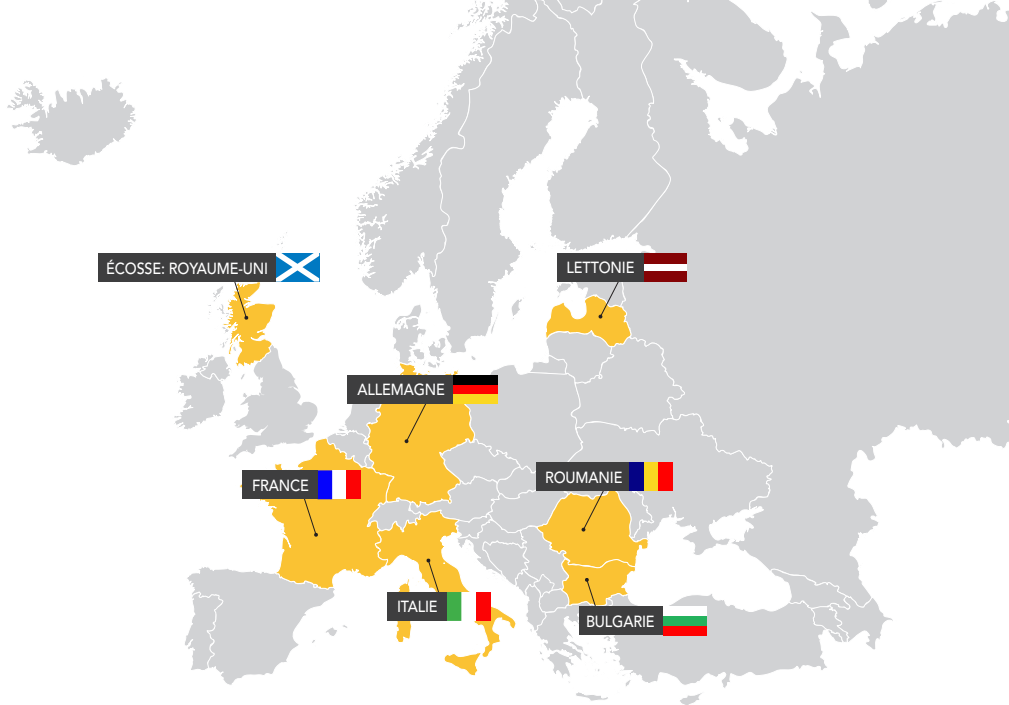 ÉCOSSE: ROYAUME-UNI
LETTONIE
ALLEMAGNE
FRANCE
ROUMANIE
ITALIE
BULGARIE